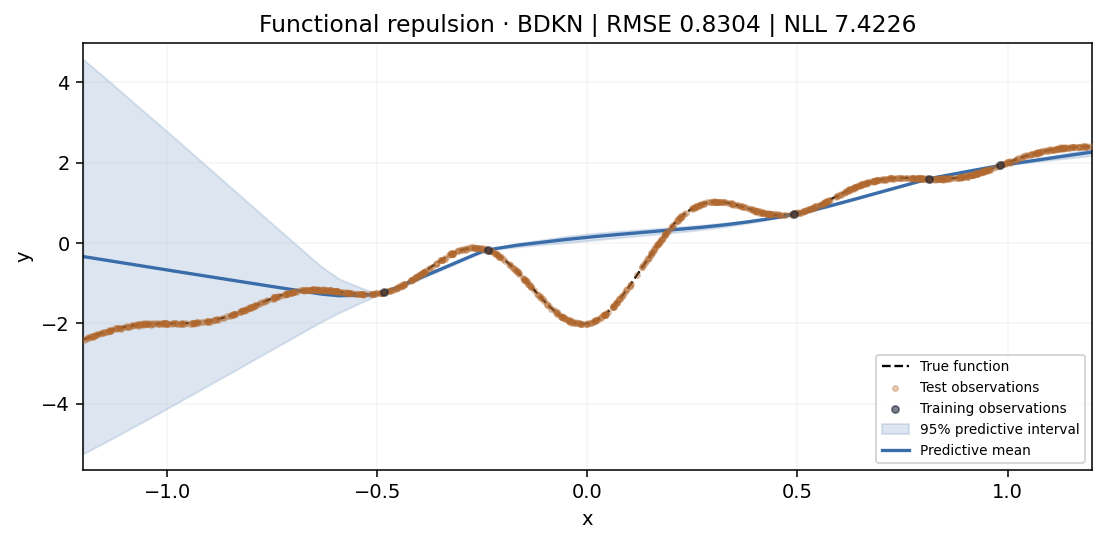 Functional repulsion · BDKN | RMSE 0.8304 | NLL 7.4226
y
4
2
0
−2
−4
True function
Test observations
Training observations
95% predictive interval
Predictive mean
−1.0 −0.5 0.0 0.5 1.0
x